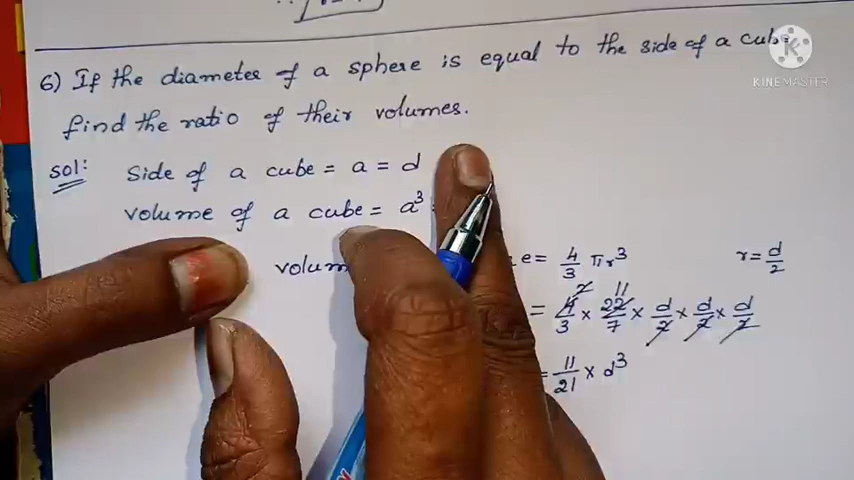 6) If the diameter of a sphere is equal to the side of a cube
find the ratio of their volumes.
sol: Side of a cube = a = d
volume of a cube = a³
= 4/3 πr³ r = d/2
= 4/3 × 22/7 × d/2 × d/2 × d/2
2 11
= 11/21 × d³
KINEMASTER